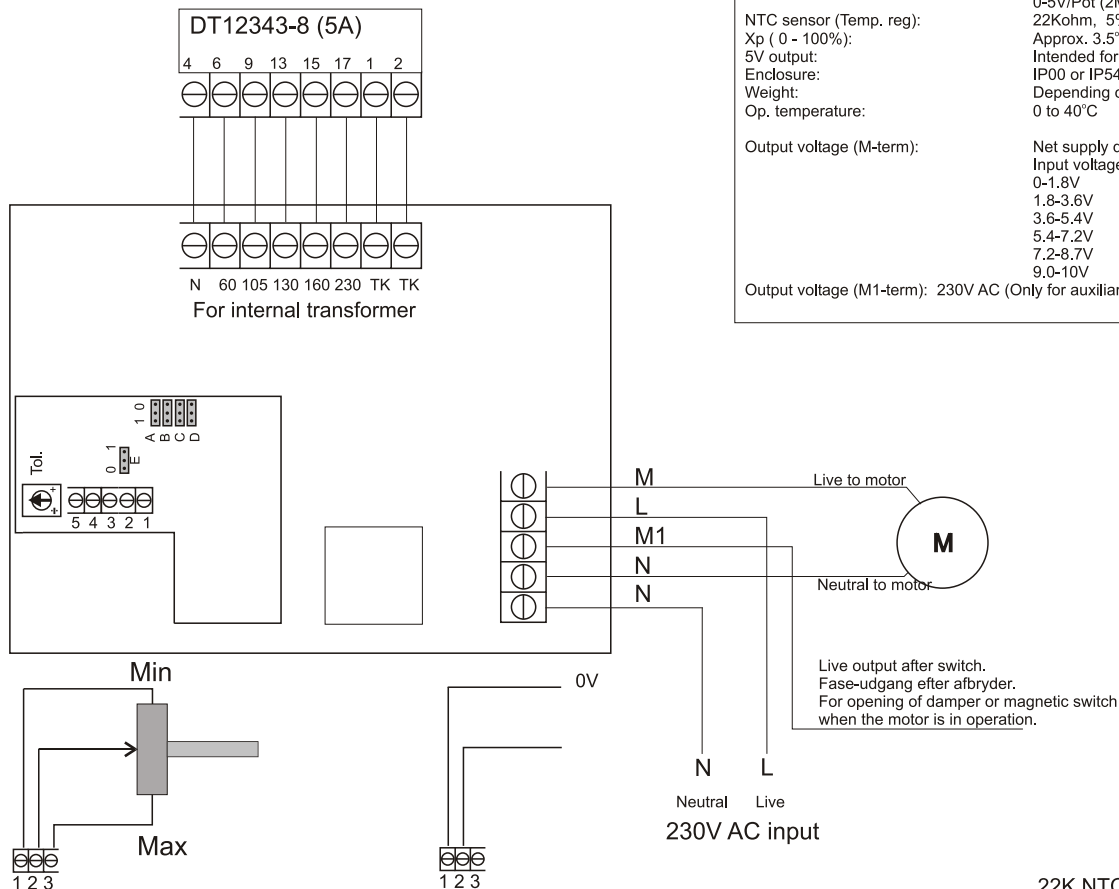 DT12343-8 (5A)
4 6 9 13 15 17 1 2
N 60 105 130 160 230 TK TK
For internal transformer
0-5V/Pot (2
NTC sensor (Temp. reg): 22Kohm, 5
Xp ( 0 - 100%): Approx. 3.5°
5V output: Intended for
Enclosure: IP00 or IP54
Weight: Depending
Op. temperature: 0 to 40°C
Output voltage (M-term): Net supply
Input voltage
0-1.8V
1.8-3.6V
3.6-5.4V
5.4-7.2V
7.2-8.7V
9.0-10V
Output voltage (M1-term): 230V AC (Only for auxiliar
1 0
A B C D
0 1
E
Tol.
+
+
5 4 3 2 1
M
L
M1
N
N
Live to motor
M
Neutral to motor
Live output after switch.
Fase-udgang efter afbryder.
For opening of damper or magnetic switch
when the motor is in operation.
N L
Neutral Live
230V AC input
Min
Max
1 2 3
0V
1 2 3
22K NTC